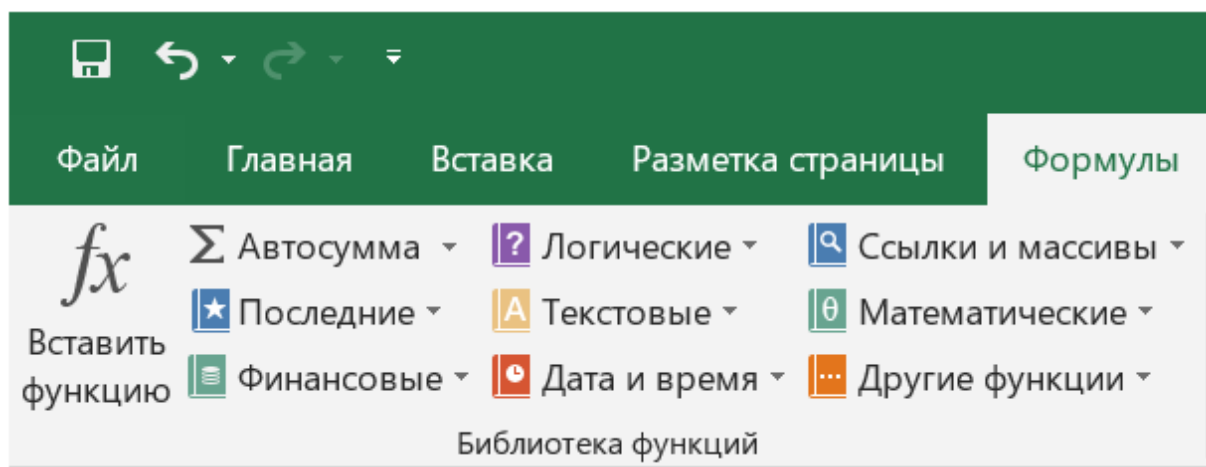 Файл Главная Вставка Разметка страницы Формулы
fx Σ Автосумма ? Логические Ссылки и массивы
Последние A Текстовые θ Математические
Вставить функцию Финансовые Дата и время Другие функции
Библиотека функций